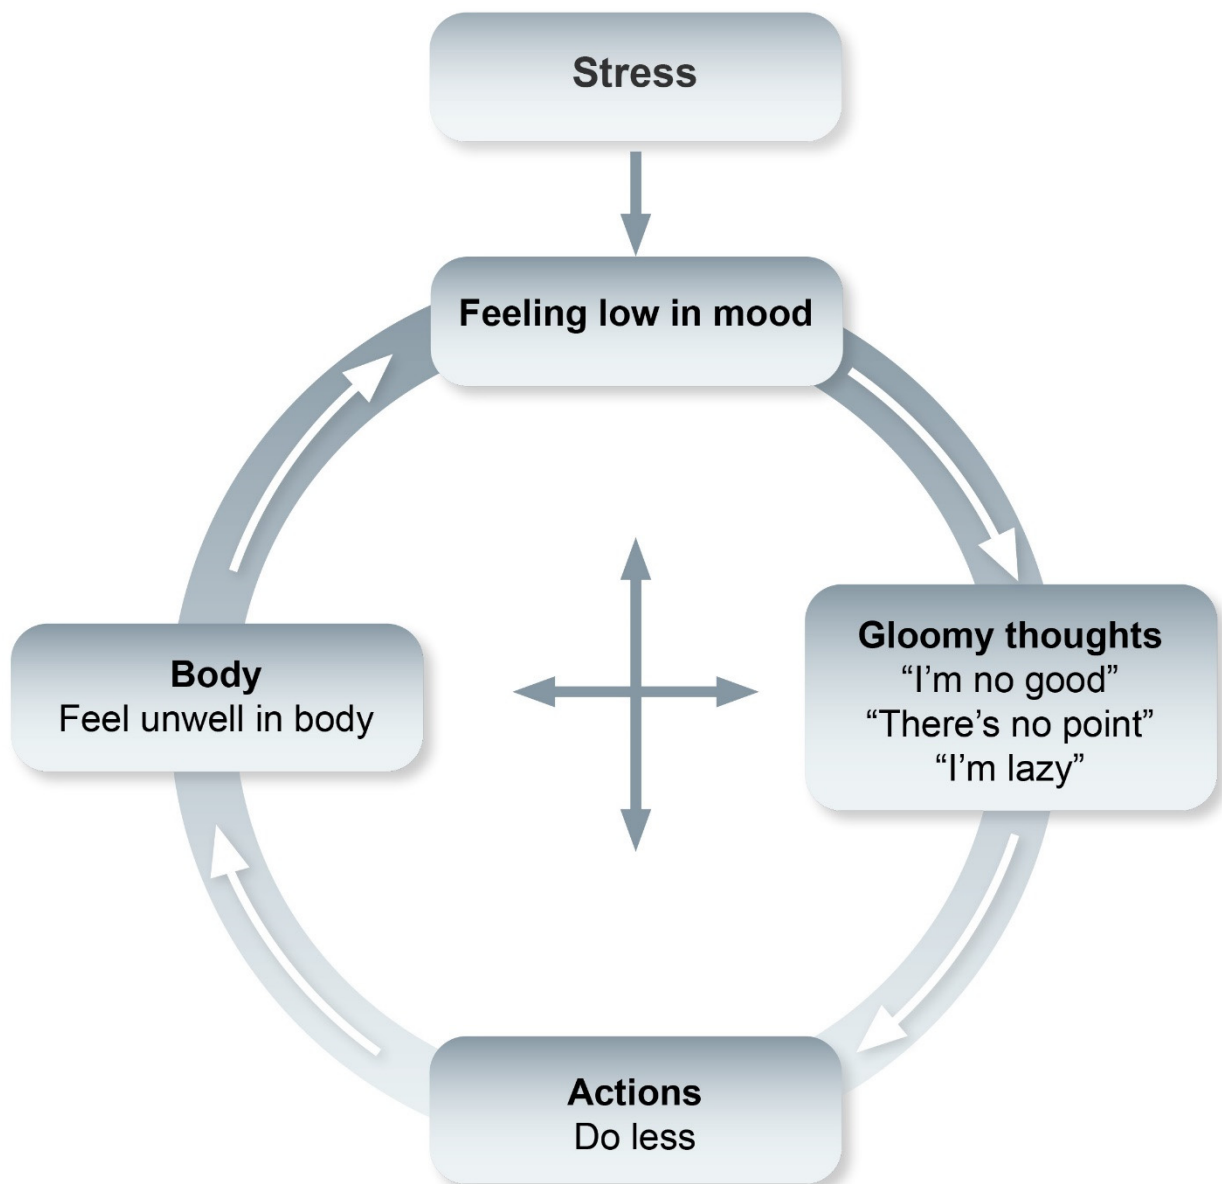 Stress
Feeling low in mood
Gloomy thoughts
“I’m no good”
“There’s no point”
“I’m lazy”
Body
Feel unwell in body
Actions
Do less